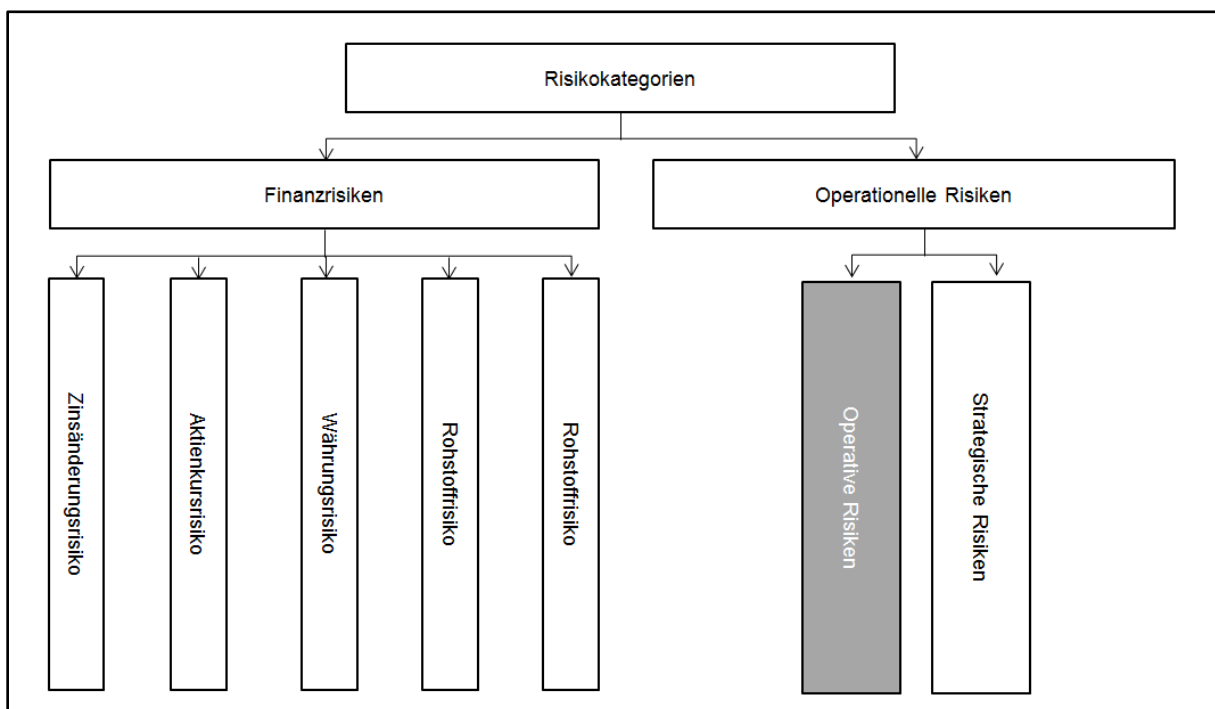 Risikokategorien
Finanzrisiken
Operationelle Risiken
Zinsänderungsrisiko
Aktienkursrisiko
Währungsrisiko
Rohstoffrisiko
Rohstoffrisiko
Operative Risiken
Strategische Risiken